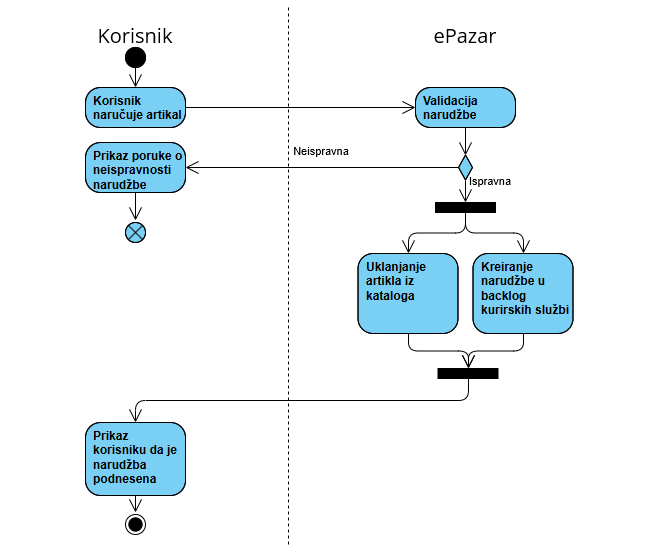 Korisnik
ePazar
Korisnik
naručuje artikal
Validacija
narudžbe
Prikaz poruke o
neispravnosti
narudžbe
Neispravna
Ispravna
Uklanjanje
artikla iz
kataloga
Kreiranje
narudžbe u
backlog
kurirskih službi
Prikaz
korisniku da je
narudžba
podnesena